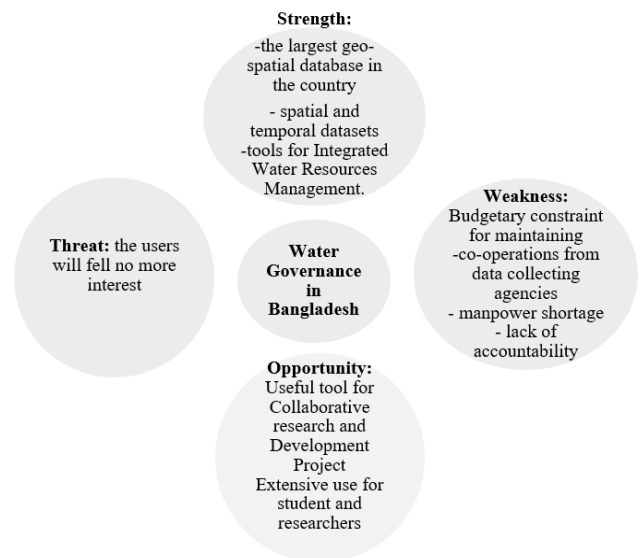 Strength:
-the largest geo-
spatial database in
the country
- spatial and
temporal datasets
-tools for Integrated
Water Resources
Management.
Threat: the users
will fell no more
interest
Water
Governance
in
Bangladesh
Weakness:
Budgetary constraint
for maintaining
-co-operations from
data collecting
agencies
- manpower shortage
- lack of
accountability
Opportunity:
Useful tool for
Collaborative
research and
Development
Project
Extensive use for
student and
researchers